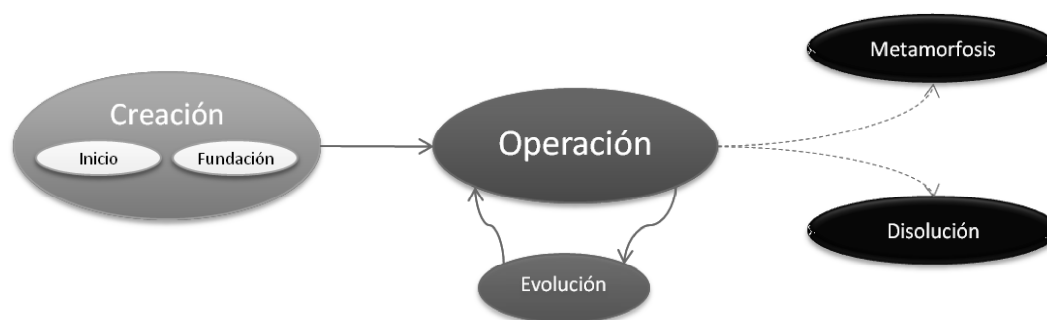 Creación
Inicio
Fundación
Operación
Evolución
Metamorfosis
Disolución